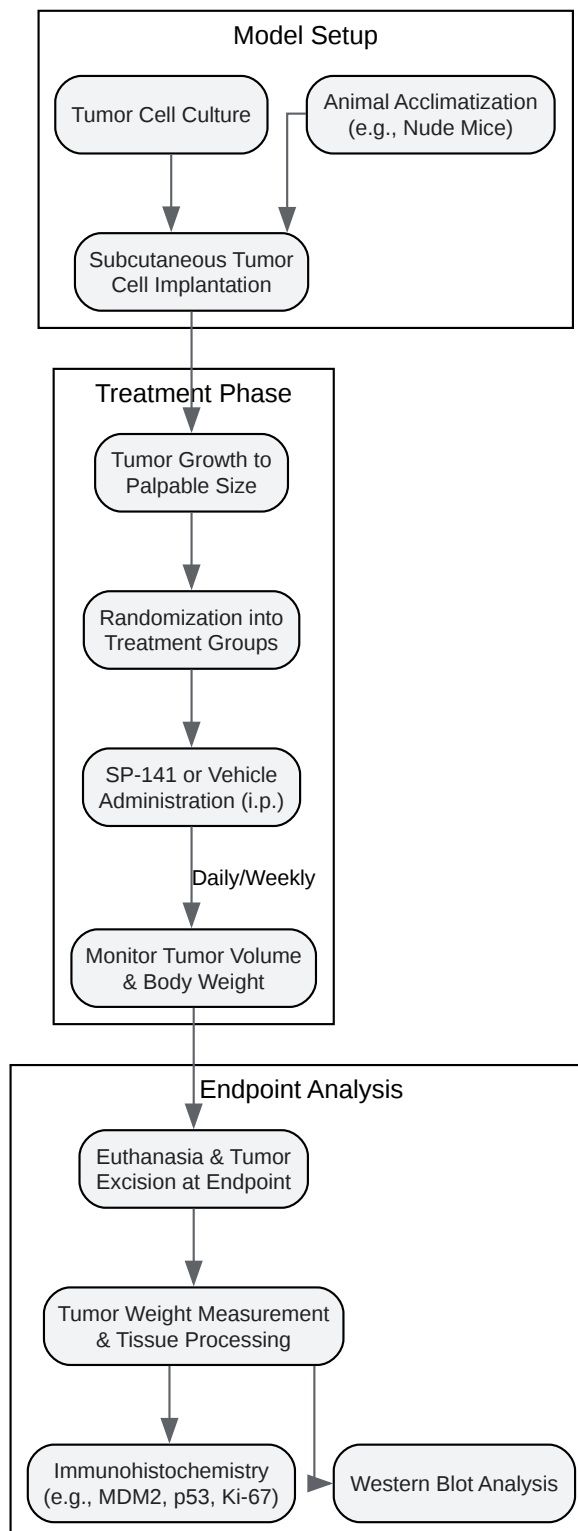 Model Setup
Tumor Cell Culture
Animal Acclimatization
(e.g., Nude Mice)
Subcutaneous Tumor
Cell Implantation
Treatment Phase
Tumor Growth to
Palpable Size
Randomization into
Treatment Groups
SP-141 or Vehicle
Administration (i.p.)
Daily/Weekly
Monitor Tumor Volume
& Body Weight
Endpoint Analysis
Euthanasia & Tumor
Excision at Endpoint
Tumor Weight Measurement
& Tissue Processing
Immunohistochemistry
(e.g., MDM2, p53, Ki-67)
Western Blot Analysis